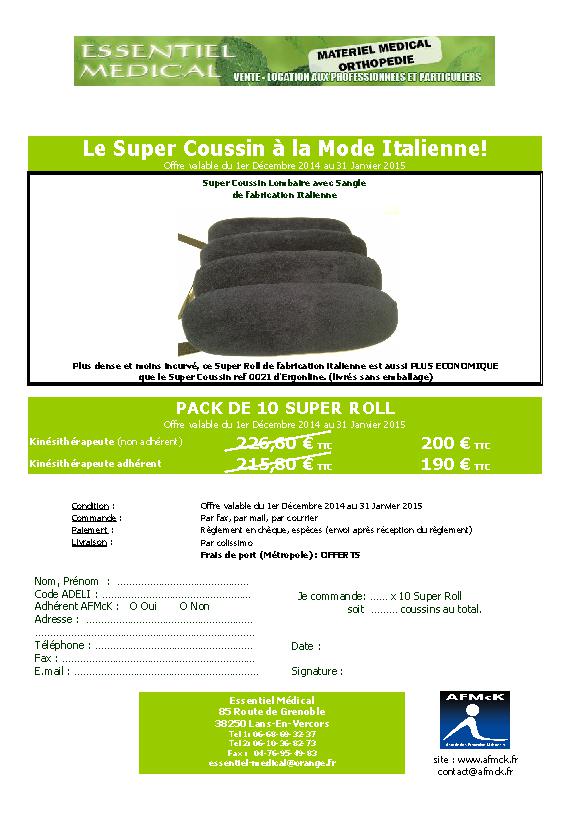 ESSENTIEL
MEDICAL
MATERIEL MEDICAL
ORTHOPEDIE
VENTE - LOCATION AUX PROFESSIONNELS ET PARTICULIERS
Le Super Coussin à la Mode Italienne!
Offre valable du 1er Décembre 2014 au 31 Janvier 2015
Super Coussin Lombaire avec Sangle
de fabrication Italienne
Plus dense et moins incurvé, ce Super Roll de fabrication italienne est aussi PLUS ECONOMIQUE
que le Super Coussin ref 0021 d'Ergonline. (livrés sans emballage)
PACK DE 10 SUPER ROLL
Offre valable du 1er Décembre 2014 au 31 Janvier 2015
Kinésithérapeute (non adhérent) 226,80 € TTC 200 € TTC
Kinésithérapeute adhérent 215,80 € TTC 190 € TTC
Condition : Offre valable du 1er Décembre 2014 au 31 Janvier 2015
Commande : Par fax, par mail, par courrier
Paiement : Règlement en chèque, espèces (envoi après réception du règlement)
Livraison : Par colissimo
Frais de port (Métropole) : OFFERTS
Nom, Prénom : ............................................
Code ADELI : ..................................................
Adhérent AFMcK : O Oui O Non
Adresse : ........................................................
..........................................................................
Téléphone : .....................................................
Fax : .................................................................
E.mail : ..............................................................
Je commande: ...... x 10 Super Roll
soit ......... coussins au total.
Date :
Signature :
Essentiel Médical
85 Route de Grenoble
38250 Lans-En-Vercors
Tel 1: 06-68-69-32-37
Tel 2: 06-10-36-82-73
Fax : 04-76-95-49-83
essentiel-medical@orange.fr
AFMcK
site : www.afmck.fr
contact@afmck.fr